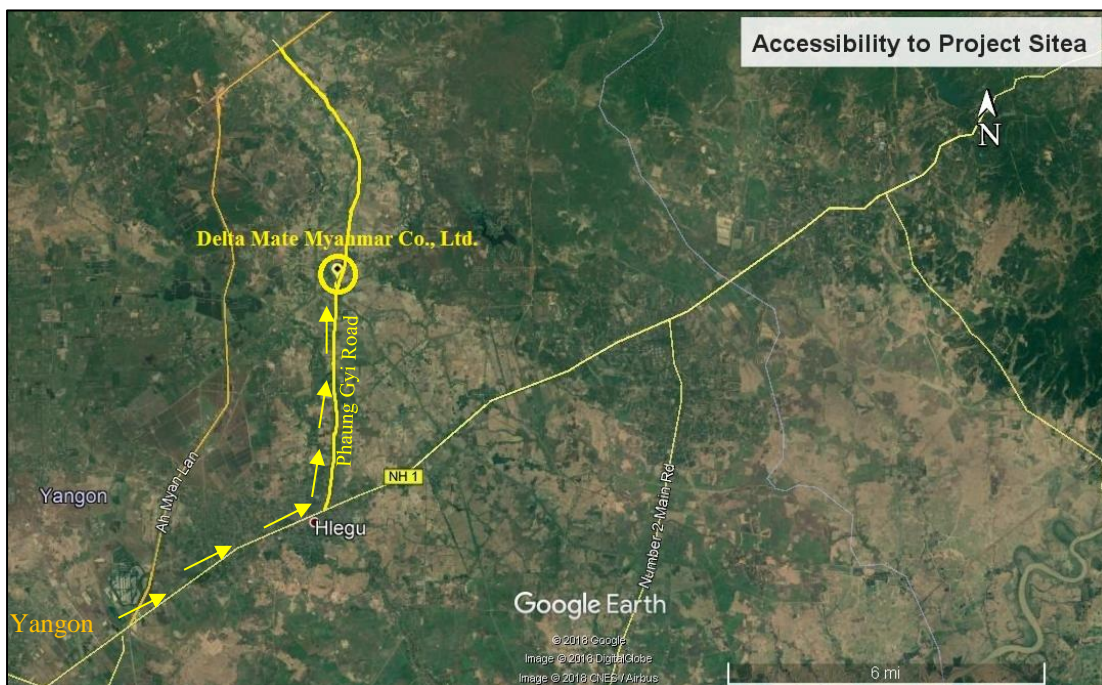 Accessibility to Project Sitea
N
Delta Mate Myanmar Co., Ltd.
Phaung Gyi Road
Ah Myan Lan
NH 1
Yangon
Hlegu
Number 2 Main Rd
Yangon
Google Earth
© 2018 Google
Image © 2018 DigitalGlobe
Image © 2018 CNES / Airbus
6 mi